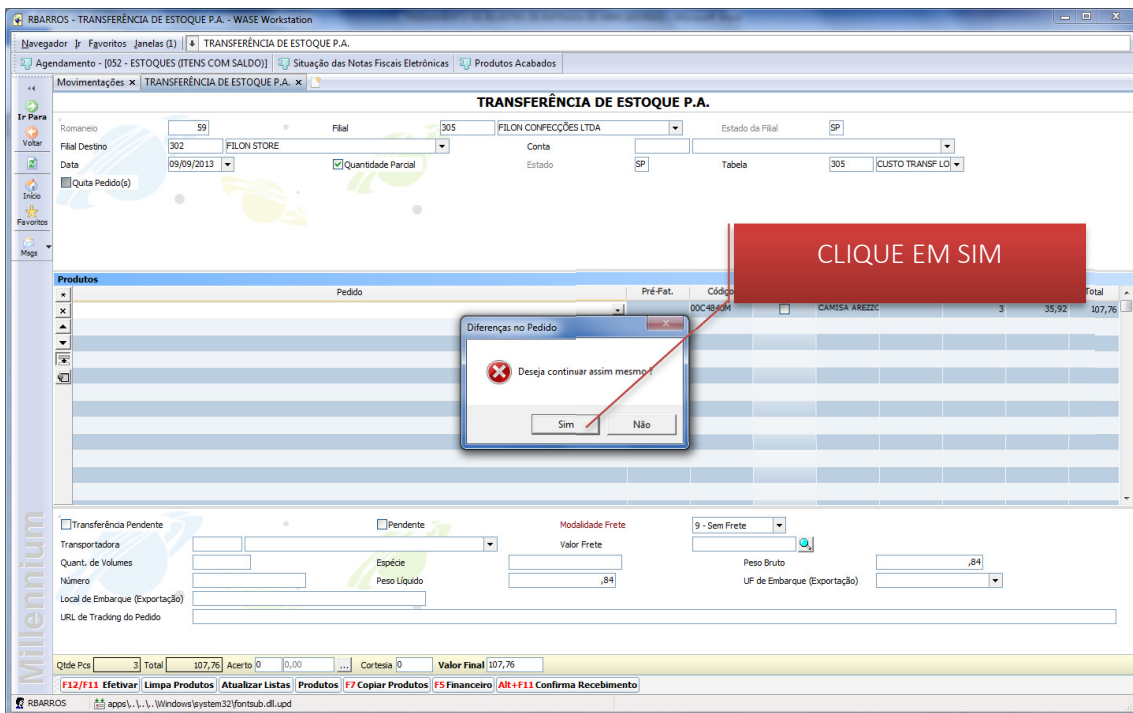 RBARROS - TRANSFERÊNCIA DE ESTOQUE P.A. - WASE Workstation
Navegador Ir Favoritos Janelas (1) TRANSFERÊNCIA DE ESTOQUE P.A.
Agendamento - [052 - ESTOQUES (ITENS COM SALDO)] Situação das Notas Fiscais Eletrônicas Produtos Acabados
Movimentações x TRANSFERÊNCIA DE ESTOQUE P.A. x
TRANSFERÊNCIA DE ESTOQUE P.A.
Ir Para
Voltar
Início
Favoritos
Msgs
Romaneio 59 Filial 305 FILON CONFECÇÕES LTDA Estado da Filial SP
Filial Destino 302 FILON STORE Conta
Data 09/09/2013 Quantidade Parcial Estado SP Tabela 305 CUSTO TRANSF LO
Quita Pedido(s)
CLIQUE EM SIM
Produtos
Pedido Pré-Fat. Código Total
00C4840M CAMISA AREZZO 3 35,92 107,76
Diferenças no Pedido
Deseja continuar assim mesmo ?
Sim Não
Transferência Pendente Pendente Modalidade Frete 9 - Sem Frete
Transportadora Valor Frete
Quant. de Volumes Espécie Peso Bruto ,84
Número Peso Líquido ,84 UF de Embarque (Exportação)
Local de Embarque (Exportação)
URL de Tracking do Pedido
Millennium
Qtde Pcs 3 Total 107,76 Acerto 0 0,00 ... Cortesia 0 Valor Final 107,76
F12/F11 Efetivar Limpa Produtos Atualizar Listas Produtos F7 Copiar Produtos F5 Financeiro Alt+F11 Confirma Recebimento
RBARROS apps\..\..\..\Windows\system32\fontsub.dll.upd